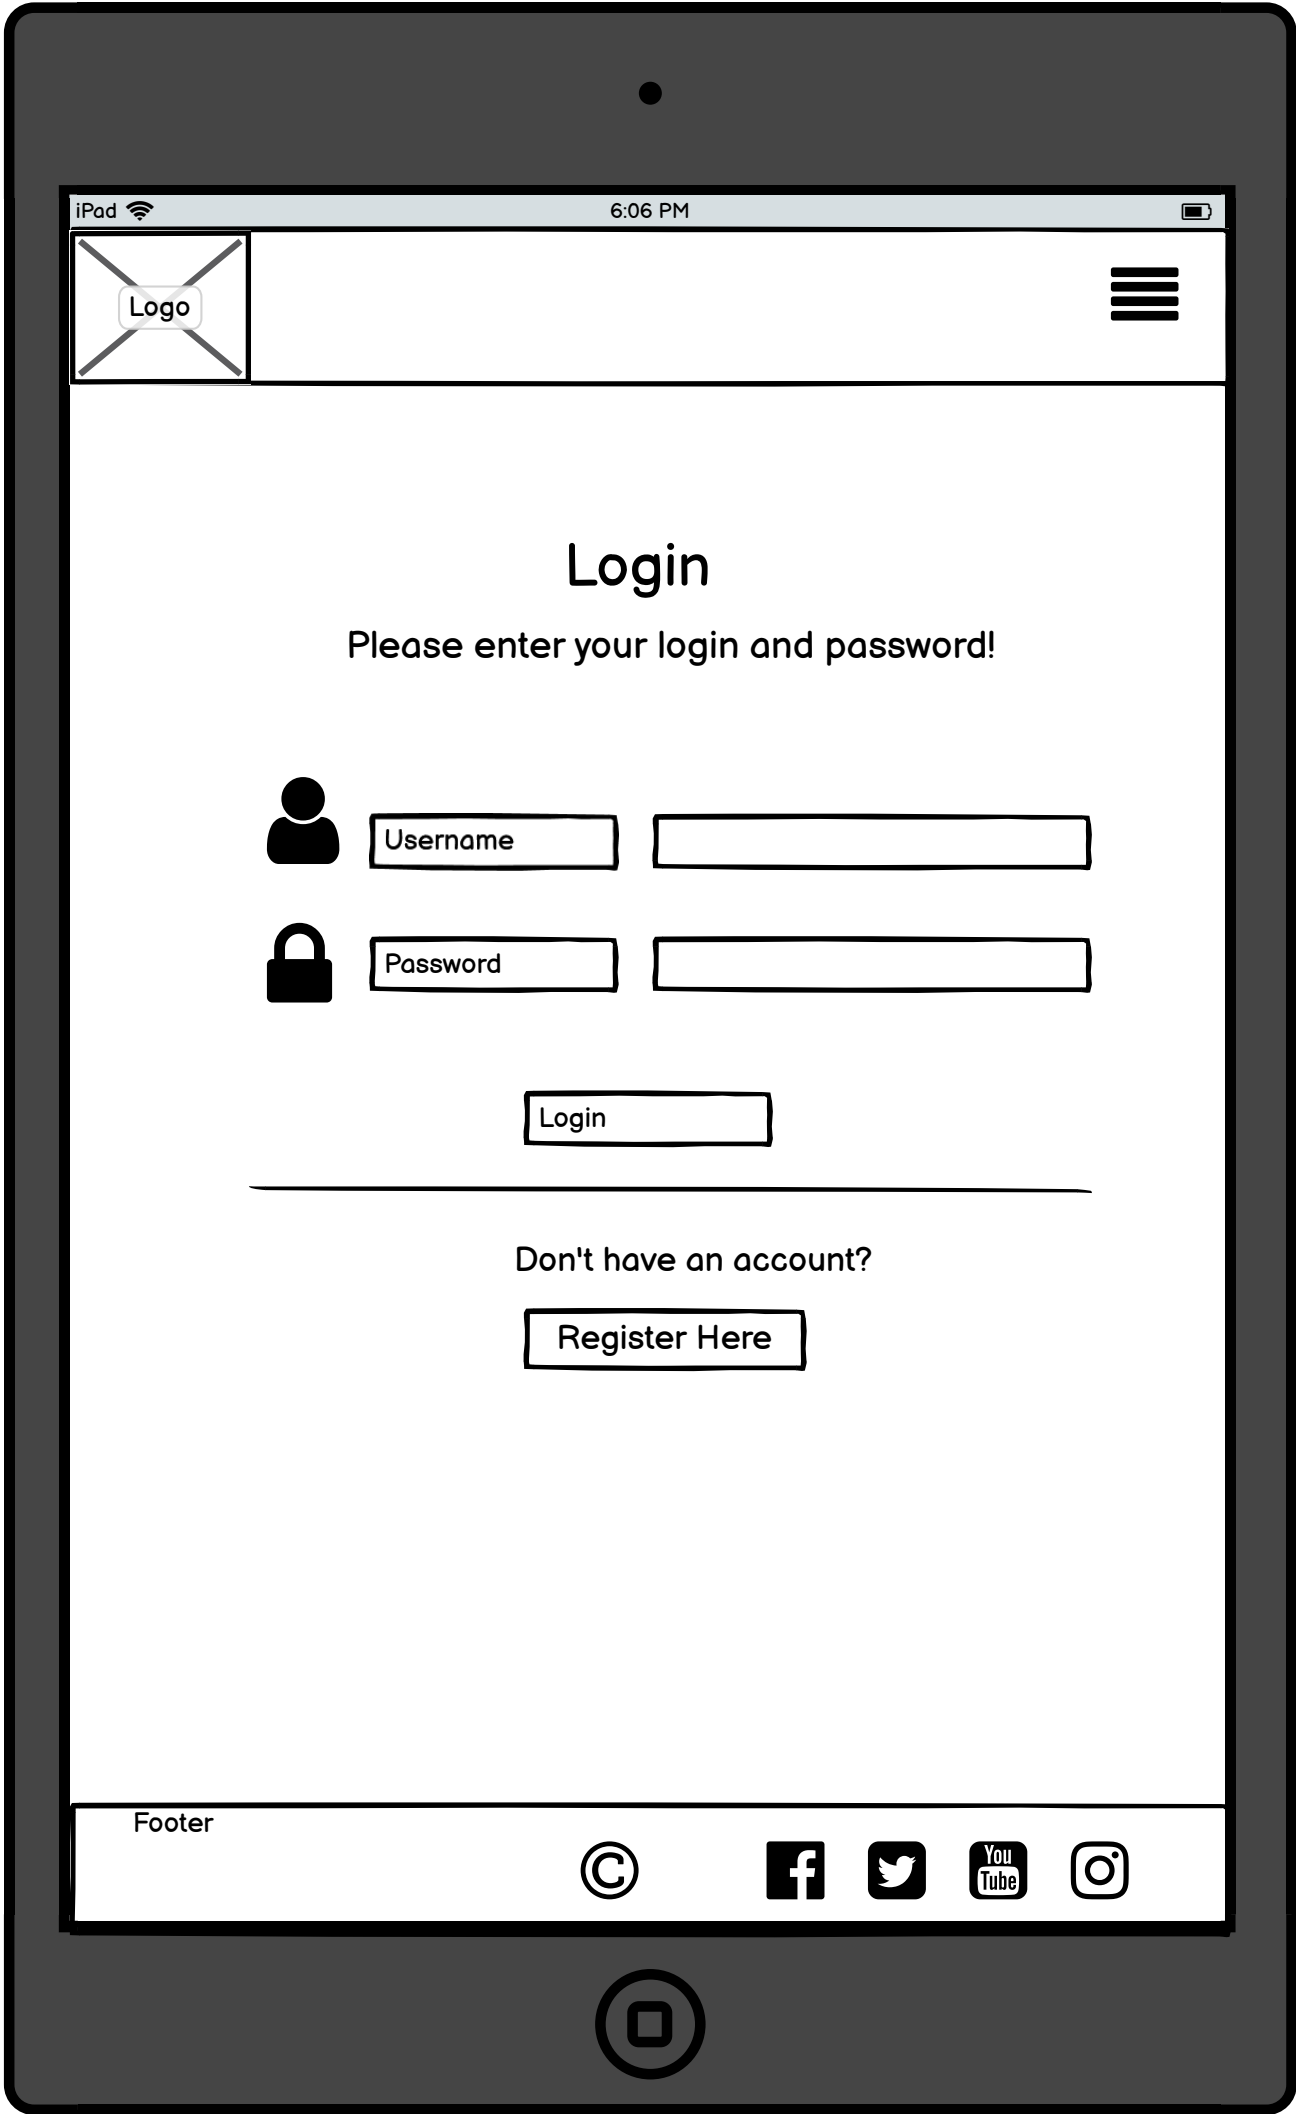 iPad 6:06 PM
Logo
Login
Please enter your login and password!
Username
Password
Login
Don't have an account?
Register Here
Footer
©
You
Tube